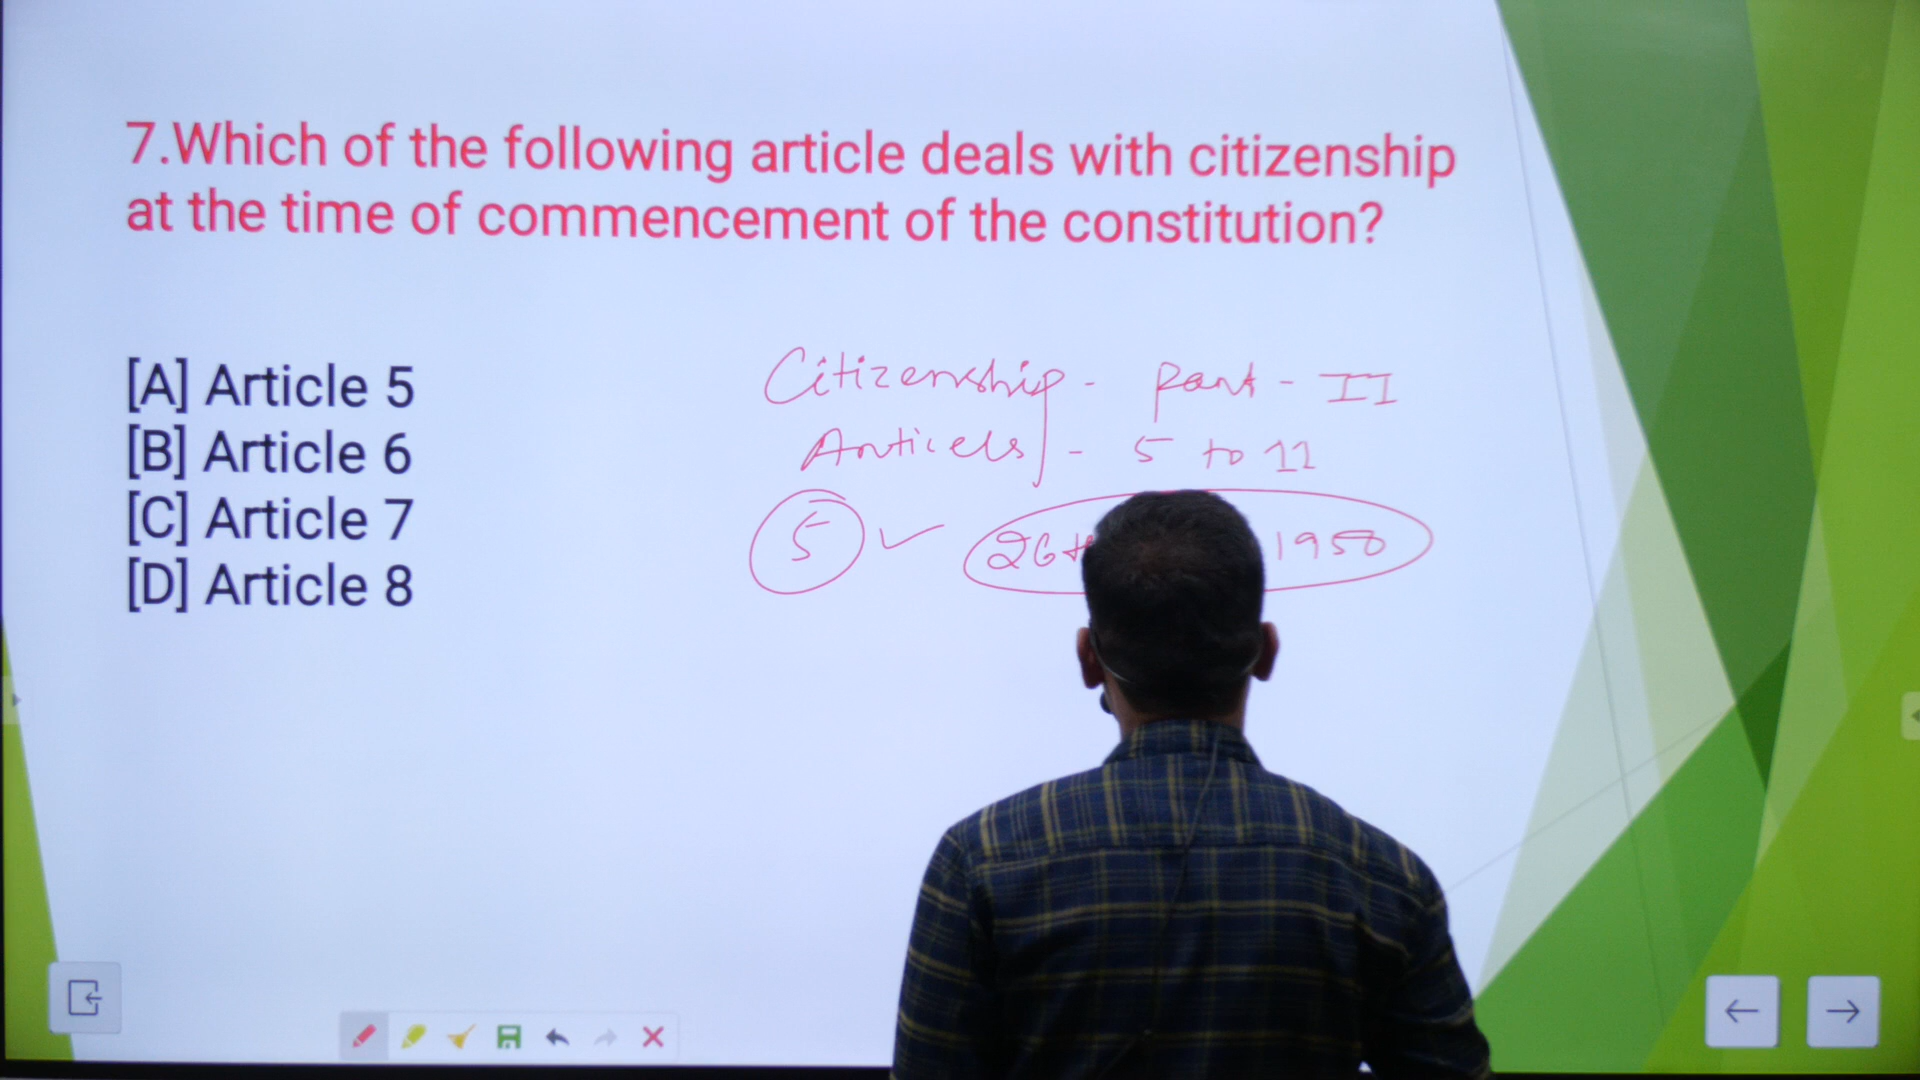 7.Which of the following article deals with citizenship
at the time of commencement of the constitution?
[A] Article 5
[B] Article 6
[C] Article 7
[D] Article 8
Citizenship - Part - II
Articels - 5 to 11
5 ✓ 26th 1950